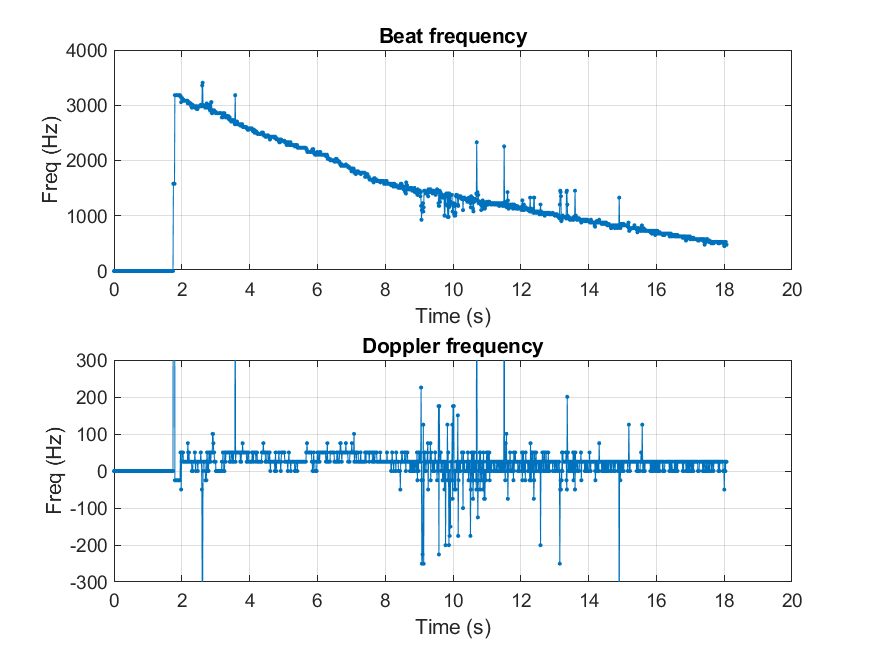 Beat frequency
Freq (Hz)
4000
3000
2000
1000
0
0 2 4 6 8 10 12 14 16 18 20
Time (s)
Doppler frequency
Freq (Hz)
300
200
100
0
-100
-200
-300
0 2 4 6 8 10 12 14 16 18 20
Time (s)